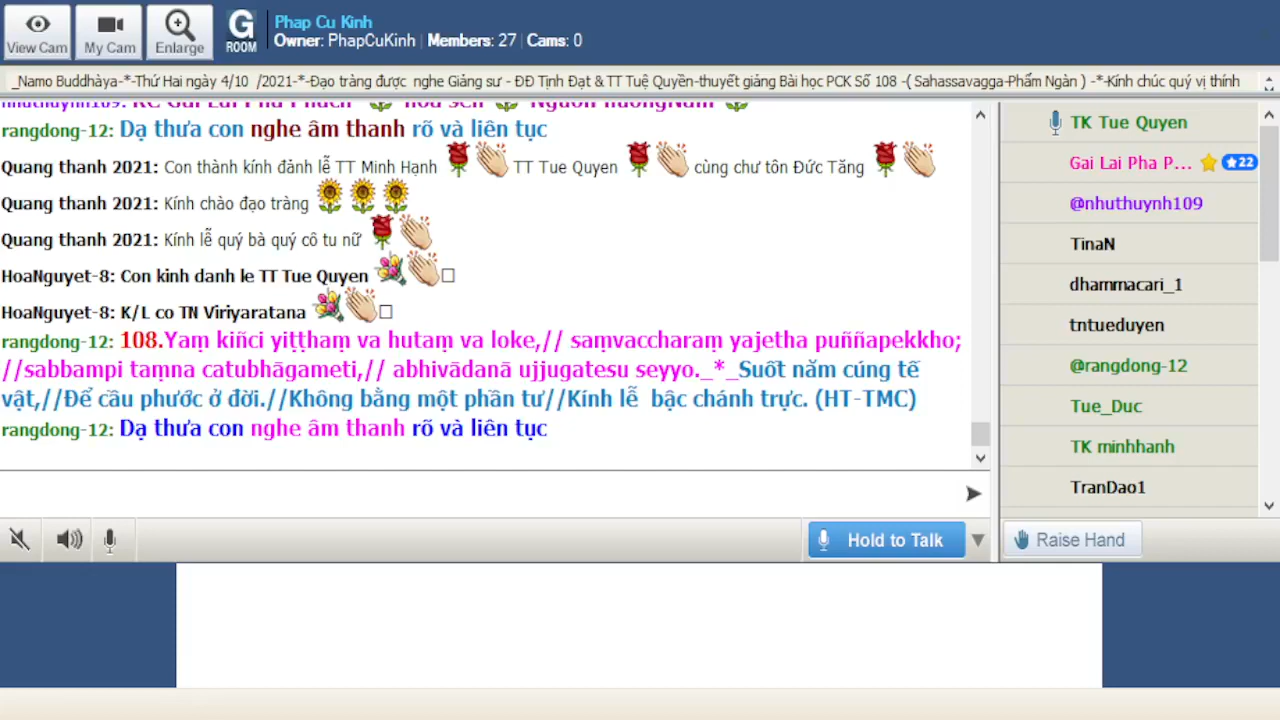 View Cam
My Cam
Enlarge
G
ROOM
Phap Cu Kinh
Owner: PhapCuKinh | Members: 27 | Cams: 0
_Namo Buddhàya-*-Thứ Hai ngày 4/10 /2021-*-Đạo tràng được nghe Giảng sư - ĐĐ Tịnh Đạt & TT Tuệ Quyền-thuyết giảng Bài học PCK Số 108 -( Sahassavagga-Phẩm Ngàn ) -*-Kính chúc quý vị thính
rangdong-12: Dạ thưa con nghe âm thanh rõ và liên tục
Quang thanh 2021: Con thành kính đảnh lễ TT Minh Hạnh TT Tue Quyen cùng chư tôn Đức Tăng
Quang thanh 2021: Kính chào đạo tràng
Quang thanh 2021: Kính lễ quý bà quý cô tu nữ
HoaNguyet-8: Con kinh danh le TT Tue Quyen
HoaNguyet-8: K/L co TN Viriyaratana
rangdong-12: 108.Yaṃ kiñci yiṭṭhaṃ va hutaṃ va loke,// saṃvaccharaṃ yajetha puññapekkho;
//sabbampi taṃna catubhāgameti,// abhivādanā ujjugatesu seyyo._*_Suốt năm cúng tế
vật,//Để cầu phước ở đời.//Không bằng một phần tư//Kính lễ bậc chánh trực. (HT-TMC)
rangdong-12: Dạ thưa con nghe âm thanh rõ và liên tục
Hold to Talk
TK Tue Quyen
Gai Lai Pha P... 22
@nhuthuynh109
TinaN
dhammacari_1
tntueduyen
@rangdong-12
Tue_Duc
TK minhhanh
TranDao1
Raise Hand